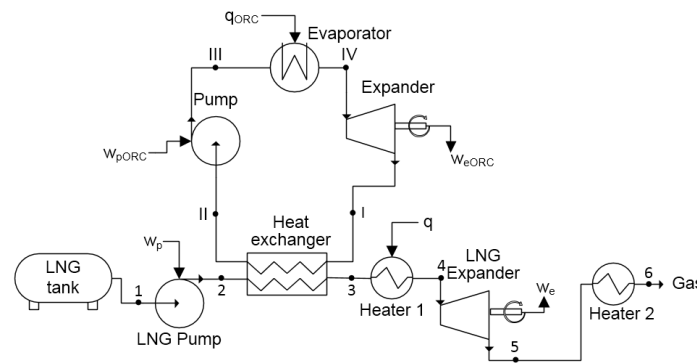 qORC
Evaporator
III
IV
Expander
Pump
wpORC
weORC
II
I
Heat
exchanger
q
LNG
tank
wp
1
2
3
4
LNG
Expander
we
6
Gas
Heater 1
Heater 2
LNG Pump
5